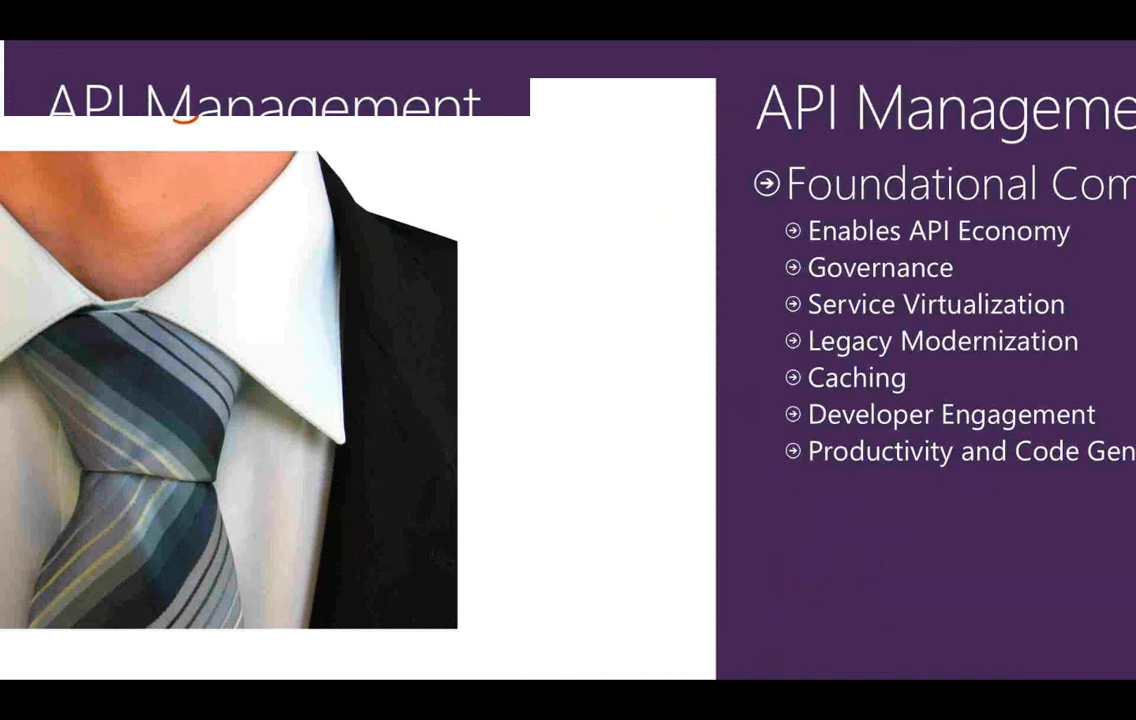 API Management
API Manageme
Foundational Com
Enables API Economy
Governance
Service Virtualization
Legacy Modernization
Caching
Developer Engagement
Productivity and Code Gen